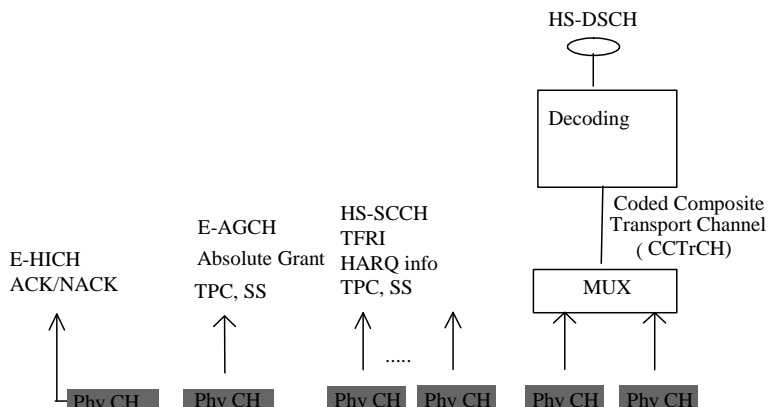 HS-DSCH
Decoding
Coded Composite
Transport Channel
( CCTrCH)
MUX
HS-SCCH
TFRI
HARQ info
TPC, SS
.....
E-AGCH
Absolute Grant
TPC, SS
E-HICH
ACK/NACK
Phy CH
Phy CH
Phy CH
Phy CH
Phy CH
Phy CH